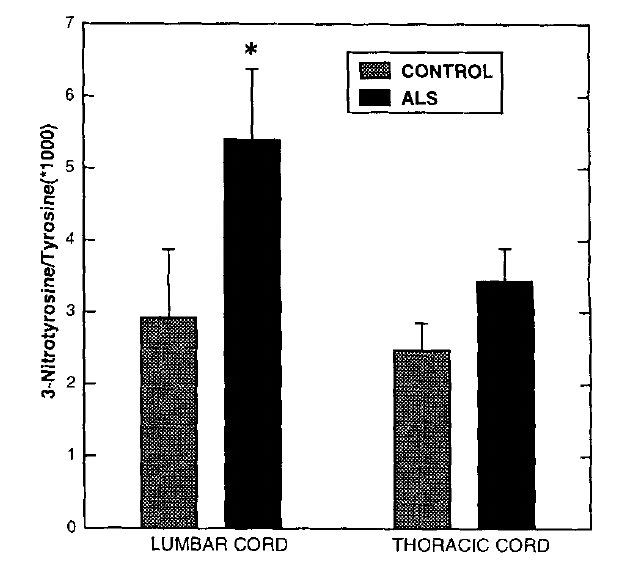 7
6
5
4
3
2
1
0
3-Nitrotyrosine/Tyrosine(*1000)
*
CONTROL
ALS
LUMBAR CORD
THORACIC CORD